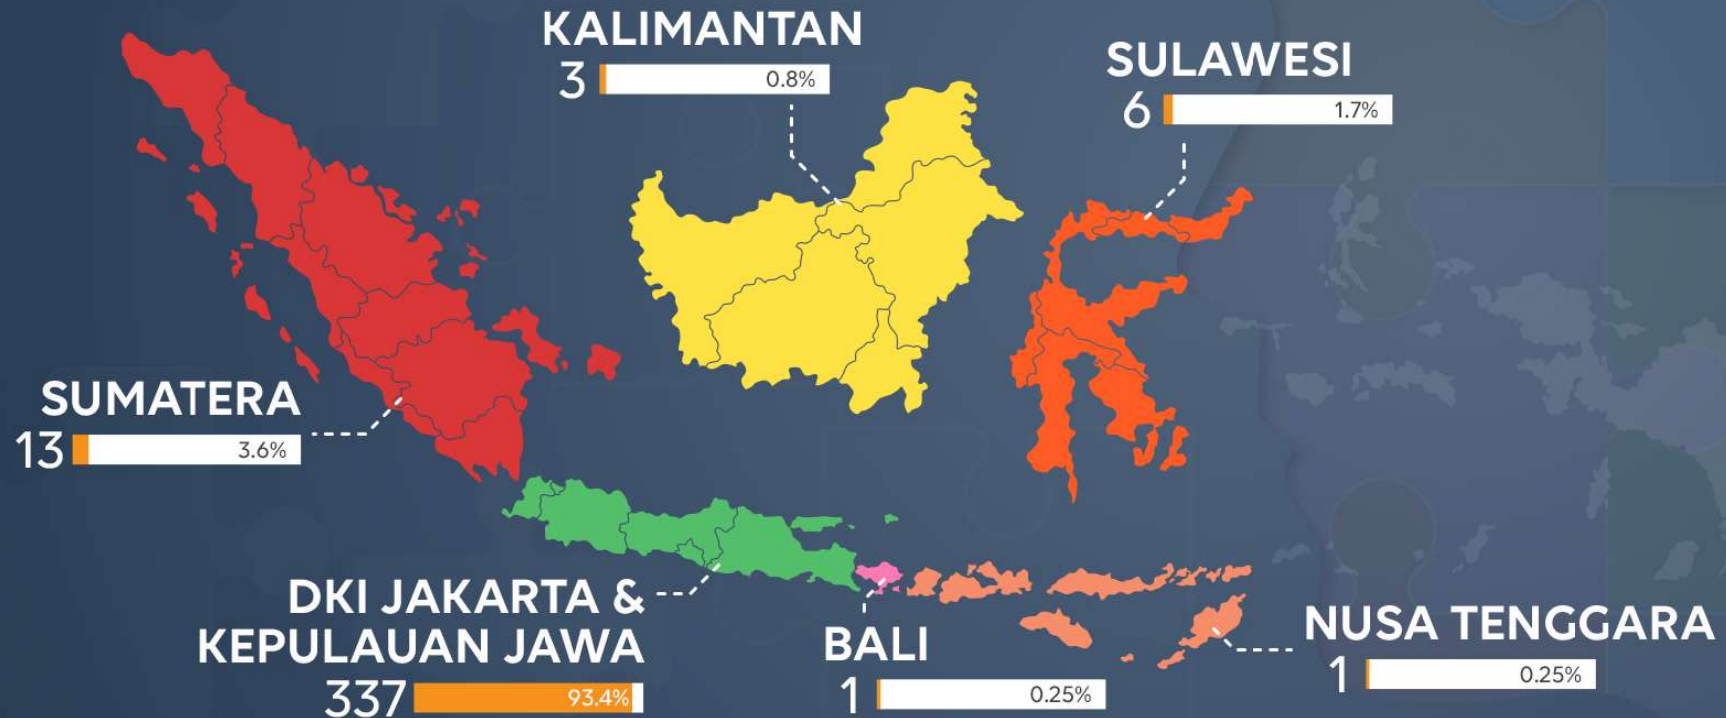 KALIMANTAN
3 0.8%
SULAWESI
6 1.7%
SUMATERA
13 3.6%
DKI JAKARTA &
KEPULAUAN JAWA
337 93.4%
BALI
1 0.25%
NUSA TENGGARA
1 0.25%